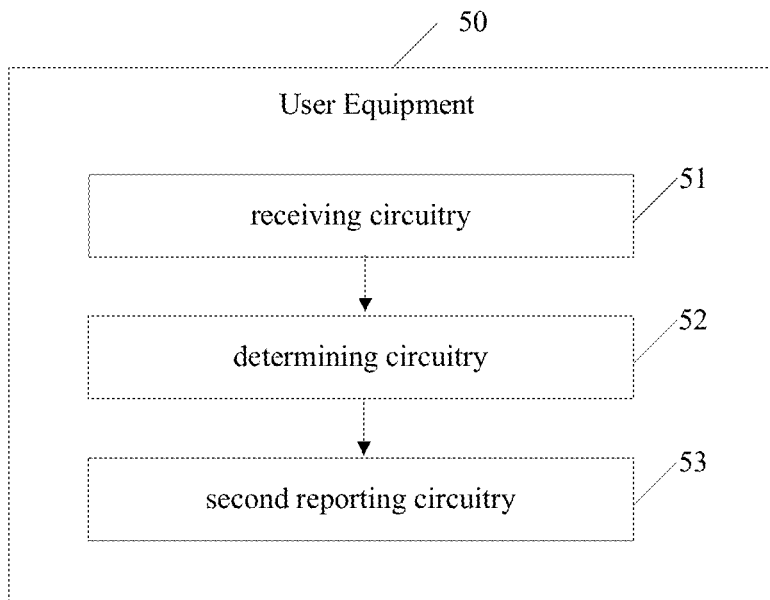 50
User Equipment
51
receiving circuitry
52
determining circuitry
53
second reporting circuitry